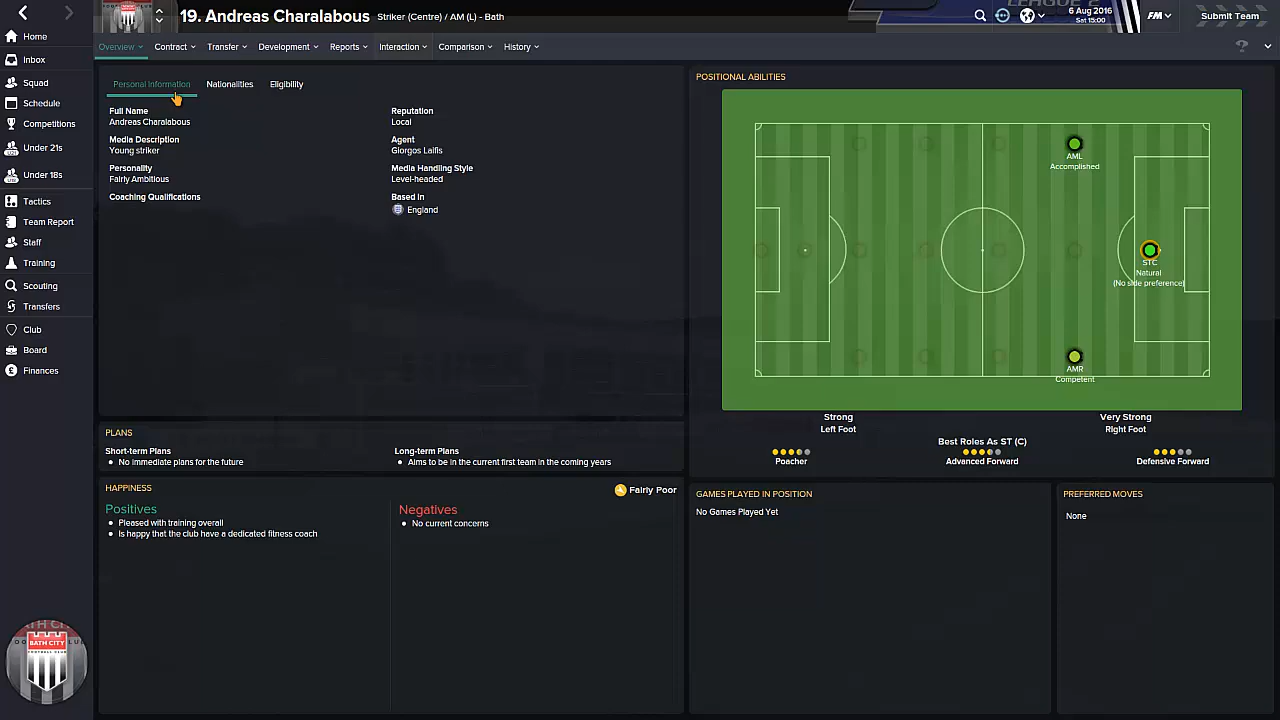 19. Andreas Charalabous
Striker (Centre) / AM (L) - Bath
6 Aug 2016
Sat 15:00
FM
Submit Team
Home
Inbox
Squad
Schedule
Competitions
Under 21s
Under 18s
Tactics
Team Report
Staff
Training
Scouting
Transfers
Club
Board
Finances
Overview
Contract
Transfer
Development
Reports
Interaction
Comparison
History
Personal Information
Nationalities
Eligibility
Full Name
Andreas Charalabous
Media Description
Young striker
Personality
Fairly Ambitious
Coaching Qualifications
Reputation
Local
Agent
Giorgos Lalfis
Media Handling Style
Level-headed
Based In
England
PLANS
Short-term Plans
No immediate plans for the future
Long-term Plans
Aims to be in the current first team in the coming years
HAPPINESS
Fairly Poor
Positives
Pleased with training overall
Is happy that the club have a dedicated fitness coach
Negatives
No current concerns
POSITIONAL ABILITIES
AML
Accomplished
STC
Natural
(No side preference)
AMR
Competent
Strong
Left Foot
Very Strong
Right Foot
Best Roles As ST (C)
Poacher
Advanced Forward
Defensive Forward
GAMES PLAYED IN POSITION
No Games Played Yet
PREFERRED MOVES
None
BATH CITY
FOOTBALL CLUB